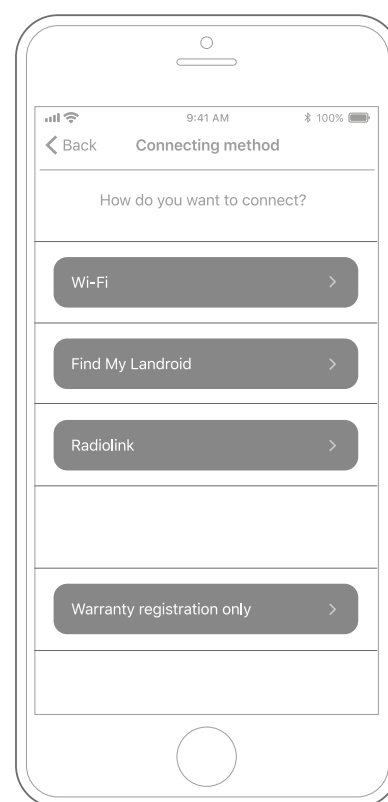 9:41 AM 100%
Back Connecting method
How do you want to connect?
Wi-Fi
Find My Landroid
Radiolink
Warranty registration only